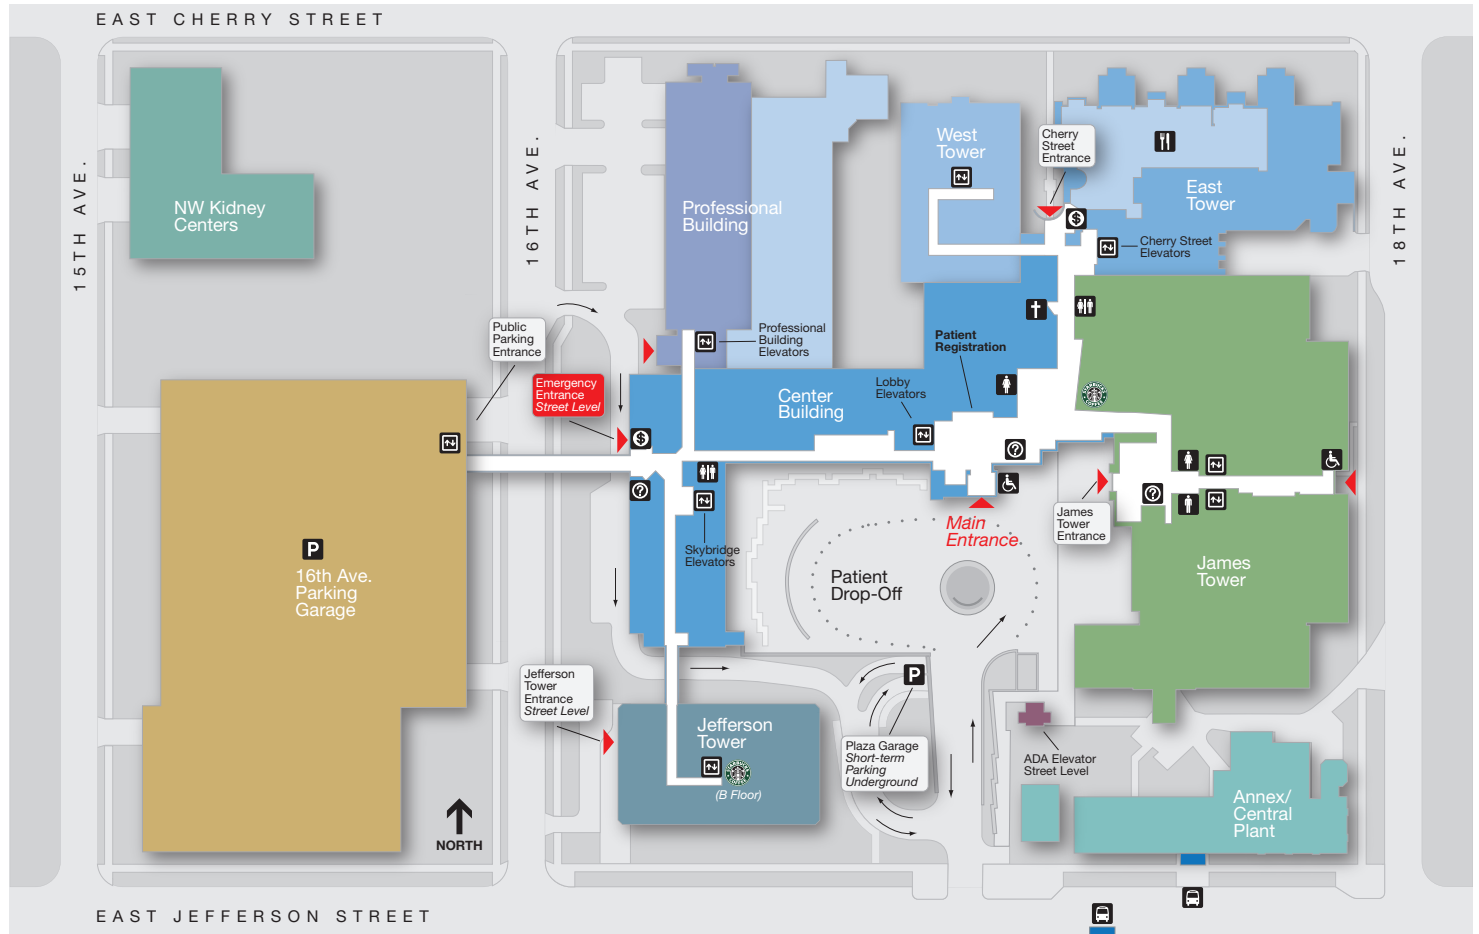 EAST CHERRY STREET
15TH AVE.
16TH AVE.
18TH AVE.
NW Kidney
Centers
Professional
Building
West
Tower
Cherry
Street
Entrance
East
Tower
$
Cherry Street
Elevators
Public
Parking
Entrance
Professional
Building
Elevators
Patient
Registration
Emergency
Entrance
Street Level
Center
Building
Lobby
Elevators
STARBUCKS
COFFEE
$
?
?
?
Skybridge
Elevators
Main
Entrance
James
Tower
Entrance
P
16th Ave.
Parking
Garage
Patient
Drop-Off
James
Tower
Jefferson
Tower
Entrance
Street Level
P
Jefferson
Tower
STARBUCKS
COFFEE
(B Floor)
Plaza Garage
Short-term
Parking
Underground
ADA Elevator
Street Level
Annex/
Central
Plant
NORTH
EAST JEFFERSON STREET